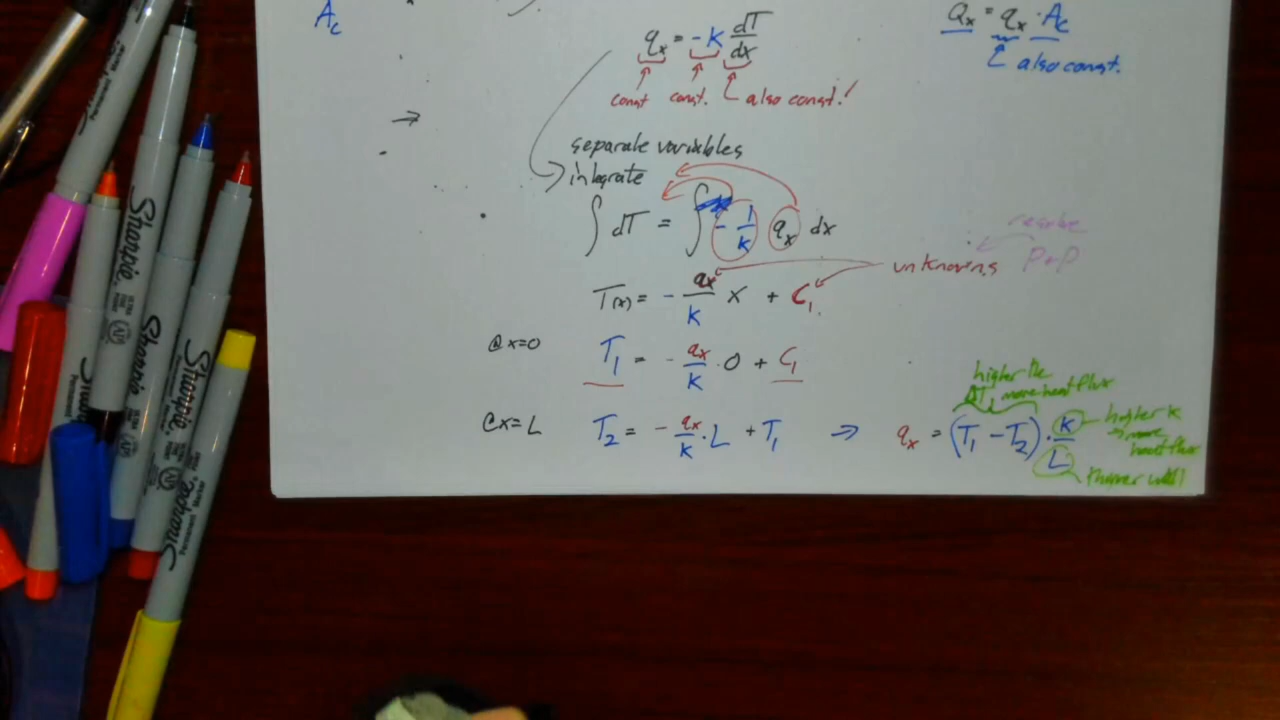 A_c
q_x = -k dT/dx
const const. also const!
Q_x = q_x · A_c
also const.
separate variables
integrate
∫ dT = ∫ - 1/k q_x dx
unknowns
T(x) = - q_x/k x + C_1
@x=0 T_1 = - q_x/k · 0 + C_1
@x=L T_2 = - q_x/k · L + T_1 ⇒ q_x = (T_1 - T_2) · k/L
higher the
ΔT, more heat flux
higher k
→ more
heat flux
thinner wall
Sharpie
Sharpie.
Sharpie
Sharpie